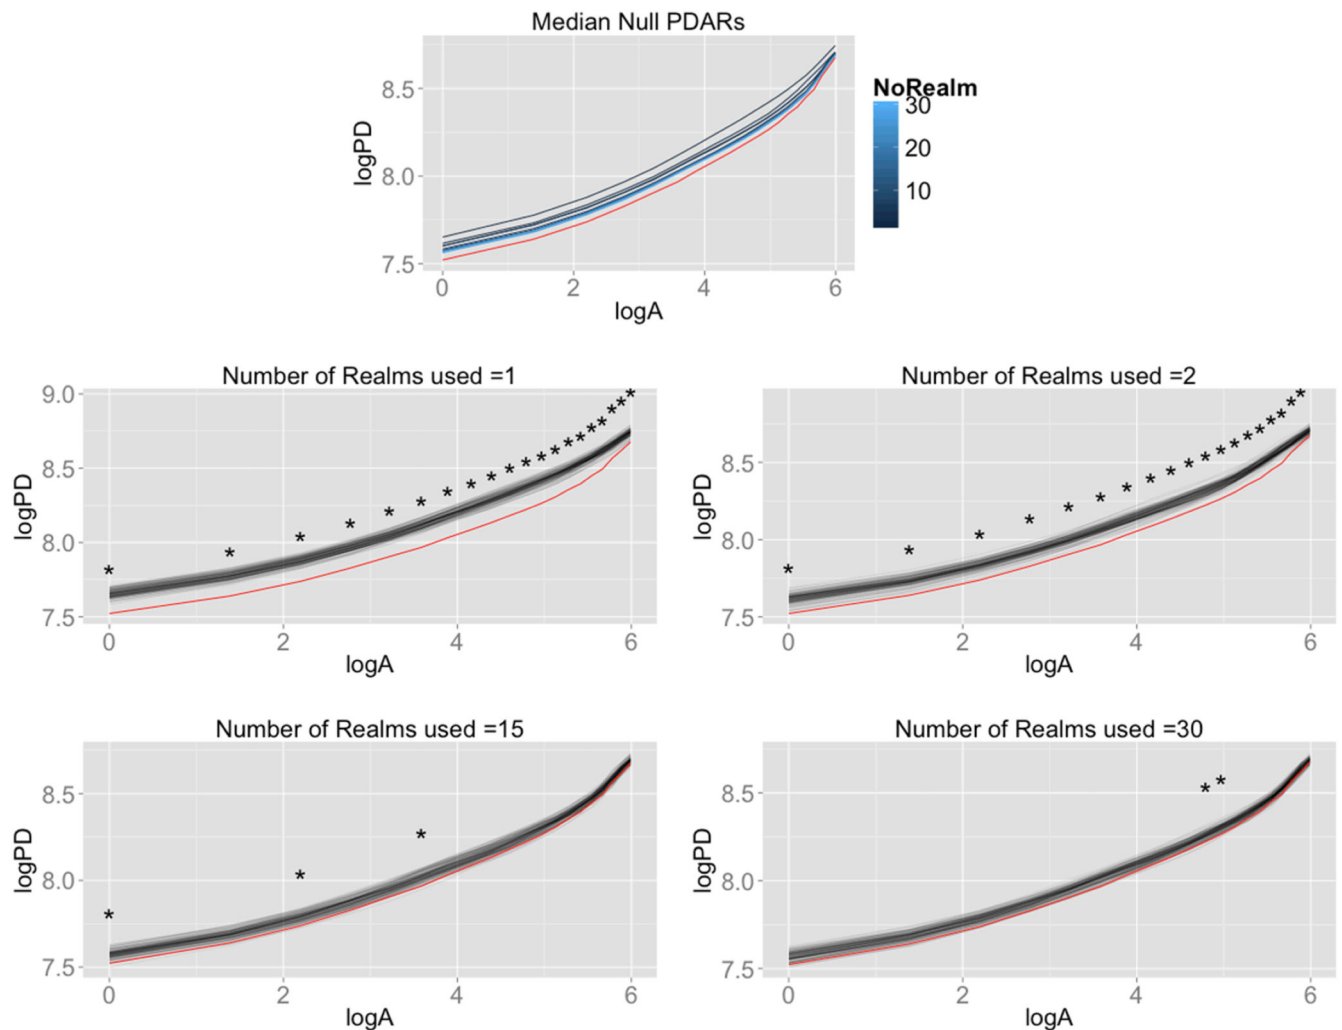 Median Null PDARs
8.5
8.0
7.5
logPD
0 2 4 6
logA
NoRealm
30
20
10
Number of Realms used =1
9.0
8.5
8.0
7.5
logPD
* * * * * * * * * * * * * * * * * * * *
0 2 4 6
logA
Number of Realms used =2
8.5
8.0
7.5
logPD
* * * * * * * * * * * * * * * * * * *
0 2 4 6
logA
Number of Realms used =15
8.5
8.0
7.5
logPD
* * *
0 2 4 6
logA
Number of Realms used =30
8.5
8.0
7.5
logPD
* *
0 2 4 6
logA